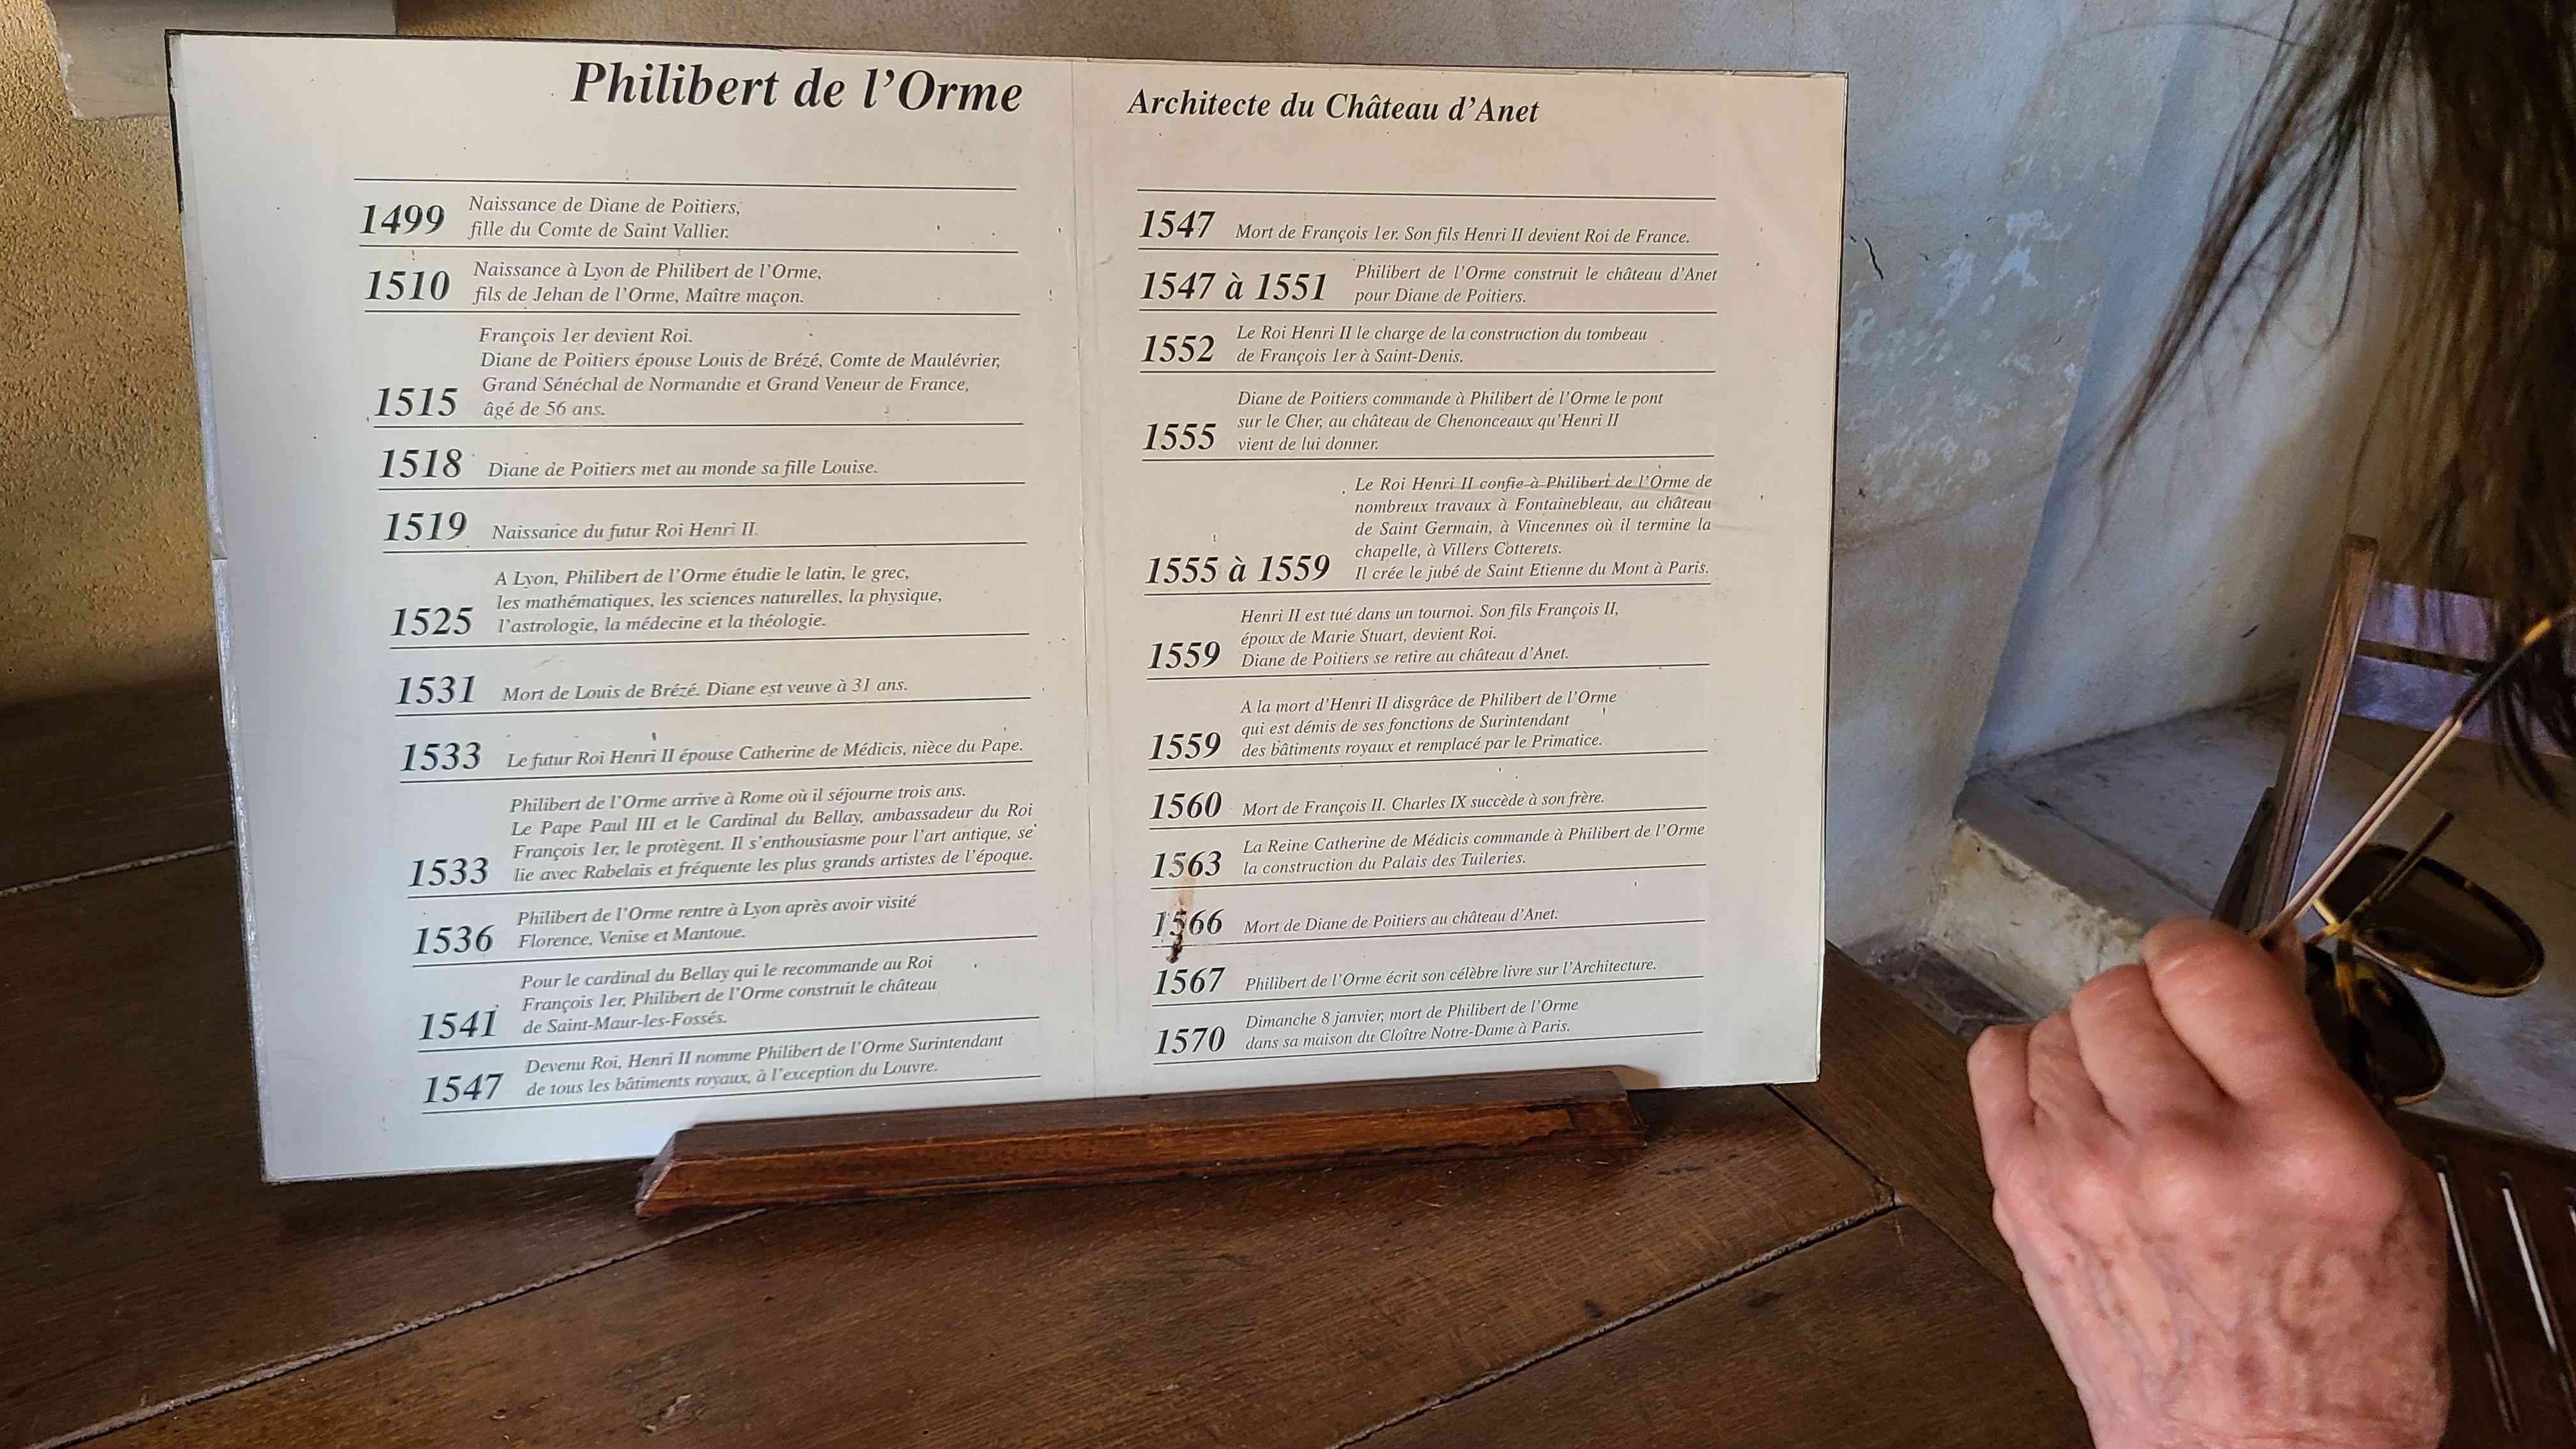 Philibert de l'Orme
1499 Naissance de Diane de Poitiers,
fille du Comte de Saint Vallier.
1510 Naissance à Lyon de Philibert de l'Orme,
fils de Jehan de l'Orme, Maître maçon.
François 1er devient Roi.
Diane de Poitiers épouse Louis de Brézé, Comte de Maulévrier,
Grand Sénéchal de Normandie et Grand Veneur de France,
1515 âgé de 56 ans.
1518 Diane de Poitiers met au monde sa fille Louise.
1519 Naissance du futur Roi Henri II.
A Lyon, Philibert de l'Orme étudie le latin, le grec,
les mathématiques, les sciences naturelles, la physique,
1525 l'astrologie, la médecine et la théologie.
1531 Mort de Louis de Brézé. Diane est veuve à 31 ans.
1533 Le futur Roi Henri II épouse Catherine de Médicis, nièce du Pape.
Philibert de l'Orme arrive à Rome où il séjourne trois ans.
Le Pape Paul III et le Cardinal du Bellay, ambassadeur du Roi
François 1er, le protègent. Il s'enthousiasme pour l'art antique, se
1533 lie avec Rabelais et fréquente les plus grands artistes de l'époque.
Philibert de l'Orme rentre à Lyon après avoir visité
1536 Florence, Venise et Mantoue.
Pour le cardinal du Bellay qui le recommande au Roi
François 1er, Philibert de l'Orme construit le château
1541 de Saint-Maur-les-Fossés.
Devenu Roi, Henri II nomme Philibert de l'Orme Surintendant
1547 de tous les bâtiments royaux, à l'exception du Louvre.
Architecte du Château d'Anet
1547 Mort de François 1er. Son fils Henri II devient Roi de France.
1547 à 1551 Philibert de l'Orme construit le château d'Anet
pour Diane de Poitiers.
1552 Le Roi Henri II le charge de la construction du tombeau
de François 1er à Saint-Denis.
Diane de Poitiers commande à Philibert de l'Orme le pont
sur le Cher, au château de Chenonceaux qu'Henri II
1555 vient de lui donner.
Le Roi Henri II confie à Philibert de l'Orme de
nombreux travaux à Fontainebleau, au château
de Saint Germain, à Vincennes où il termine la
chapelle, à Villers Cotterets.
1555 à 1559 Il crée le jubé de Saint Etienne du Mont à Paris.
Henri II est tué dans un tournoi. Son fils François II,
époux de Marie Stuart, devient Roi.
1559 Diane de Poitiers se retire au château d'Anet.
A la mort d'Henri II disgrâce de Philibert de l'Orme
qui est démis de ses fonctions de Surintendant
1559 des bâtiments royaux et remplacé par le Primatice.
1560 Mort de François II. Charles IX succède à son frère.
La Reine Catherine de Médicis commande à Philibert de l'Orme
1563 la construction du Palais des Tuileries.
1566 Mort de Diane de Poitiers au château d'Anet.
1567 Philibert de l'Orme écrit son célèbre livre sur l'Architecture.
Dimanche 8 janvier, mort de Philibert de l'Orme
1570 dans sa maison du Cloître Notre-Dame à Paris.